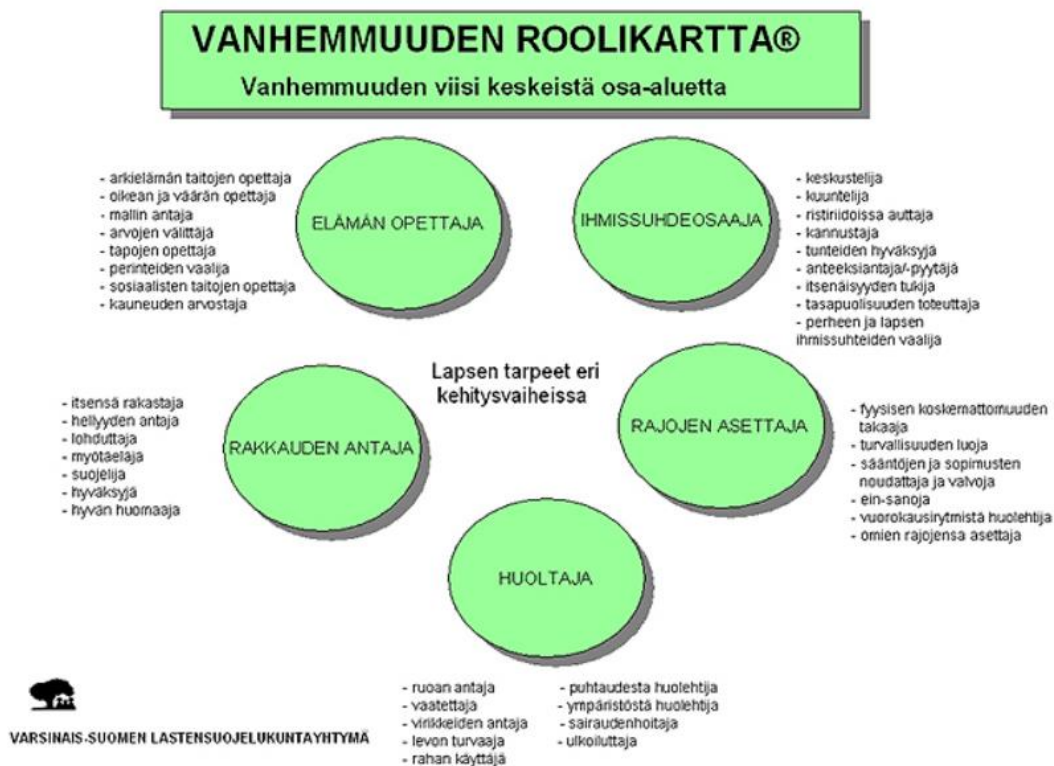 VANHEMMUUDEN ROOLIKARTTA®
Vanhemmuuden viisi keskeistä osa-aluetta
- arkielämän taitojen opettaja
- oikean ja väärän opettaja
- mallin antaja
- arvojen välittäjä
- tapojen opettaja
- perinteiden vaalija
- sosiaalisten taitojen opettaja
- kauneuden arvostaja
ELÄMÄN OPETTAJA
IHMISSUHDEOSAAJA
- keskustelija
- kuuntelija
- ristiriidoissa auttaja
- kannustaja
- tunteiden hyväksyjä
- anteeksiantaja/-pyytäjä
- itsenäisyyden tukija
- tasapuolisuuden toteuttaja
- perheen ja lapsen
ihmissuhteiden vaalija
Lapsen tarpeet eri
kehitysvaiheissa
- itsensä rakastaja
- hellyyden antaja
- lohduttaja
- myötäeläjä
- suojelija
- hyväksyjä
- hyvän huomaaja
RAKKAUDEN ANTAJA
RAJOJEN ASETTAJA
- fyysisen koskemattomuuden
takaaja
- turvallisuuden luoja
- sääntöjen ja sopimusten
noudattaja ja valvoja
- ein-sanoja
- vuorokausirytmistä huolehtija
- omien rajojensa asettaja
HUOLTAJA
- ruoan antaja
- vaatettaja
- virikkeiden antaja
- levon turvaaja
- rahan käyttäjä
- puhtaudesta huolehtija
- ympäristöstä huolehtija
- sairaudenhoitaja
- ulkoiluttaja
VARSINAIS-SUOMEN LASTENSUOJELUKUNTAYHTYMÄ